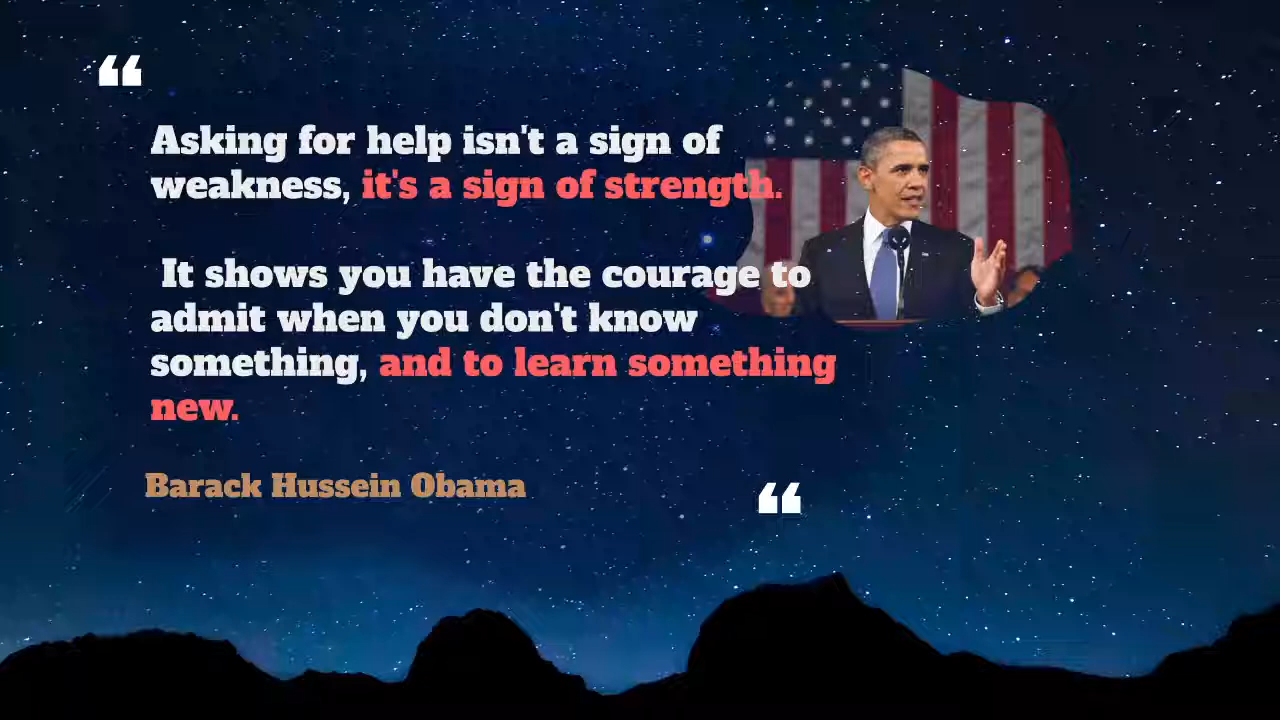 ❝
Asking for help isn't a sign of
weakness, it's a sign of strength.
It shows you have the courage to
admit when you don't know
something, and to learn something
new.
Barack Hussein Obama
❝